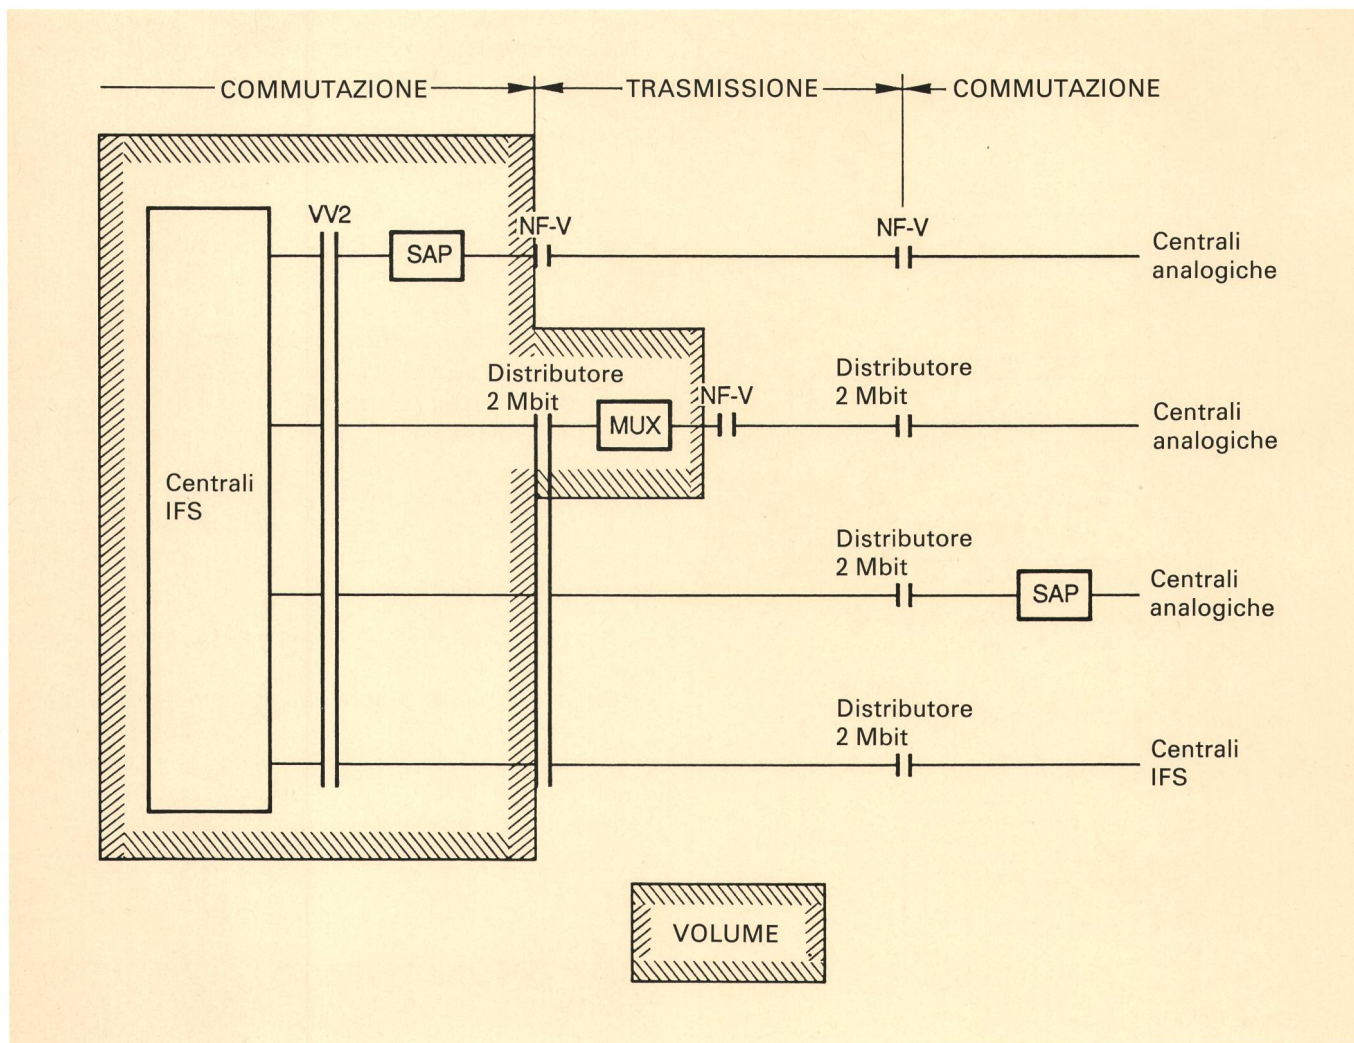 COMMUTAZIONE
TRASMISSIONE
COMMUTAZIONE
VV2
SAP
NF-V
NF-V
Centrali
analogiche
Distributore
2 Mbit
MUX
NF-V
Distributore
2 Mbit
Centrali
analogiche
Centrali
IFS
Distributore
2 Mbit
SAP
Centrali
analogiche
Distributore
2 Mbit
Centrali
IFS
VOLUME